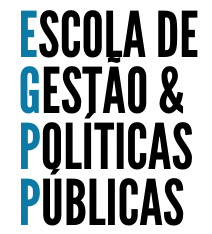 ESCOLA DE
GESTÃO &
POLÍTICAS
PÚBLICAS